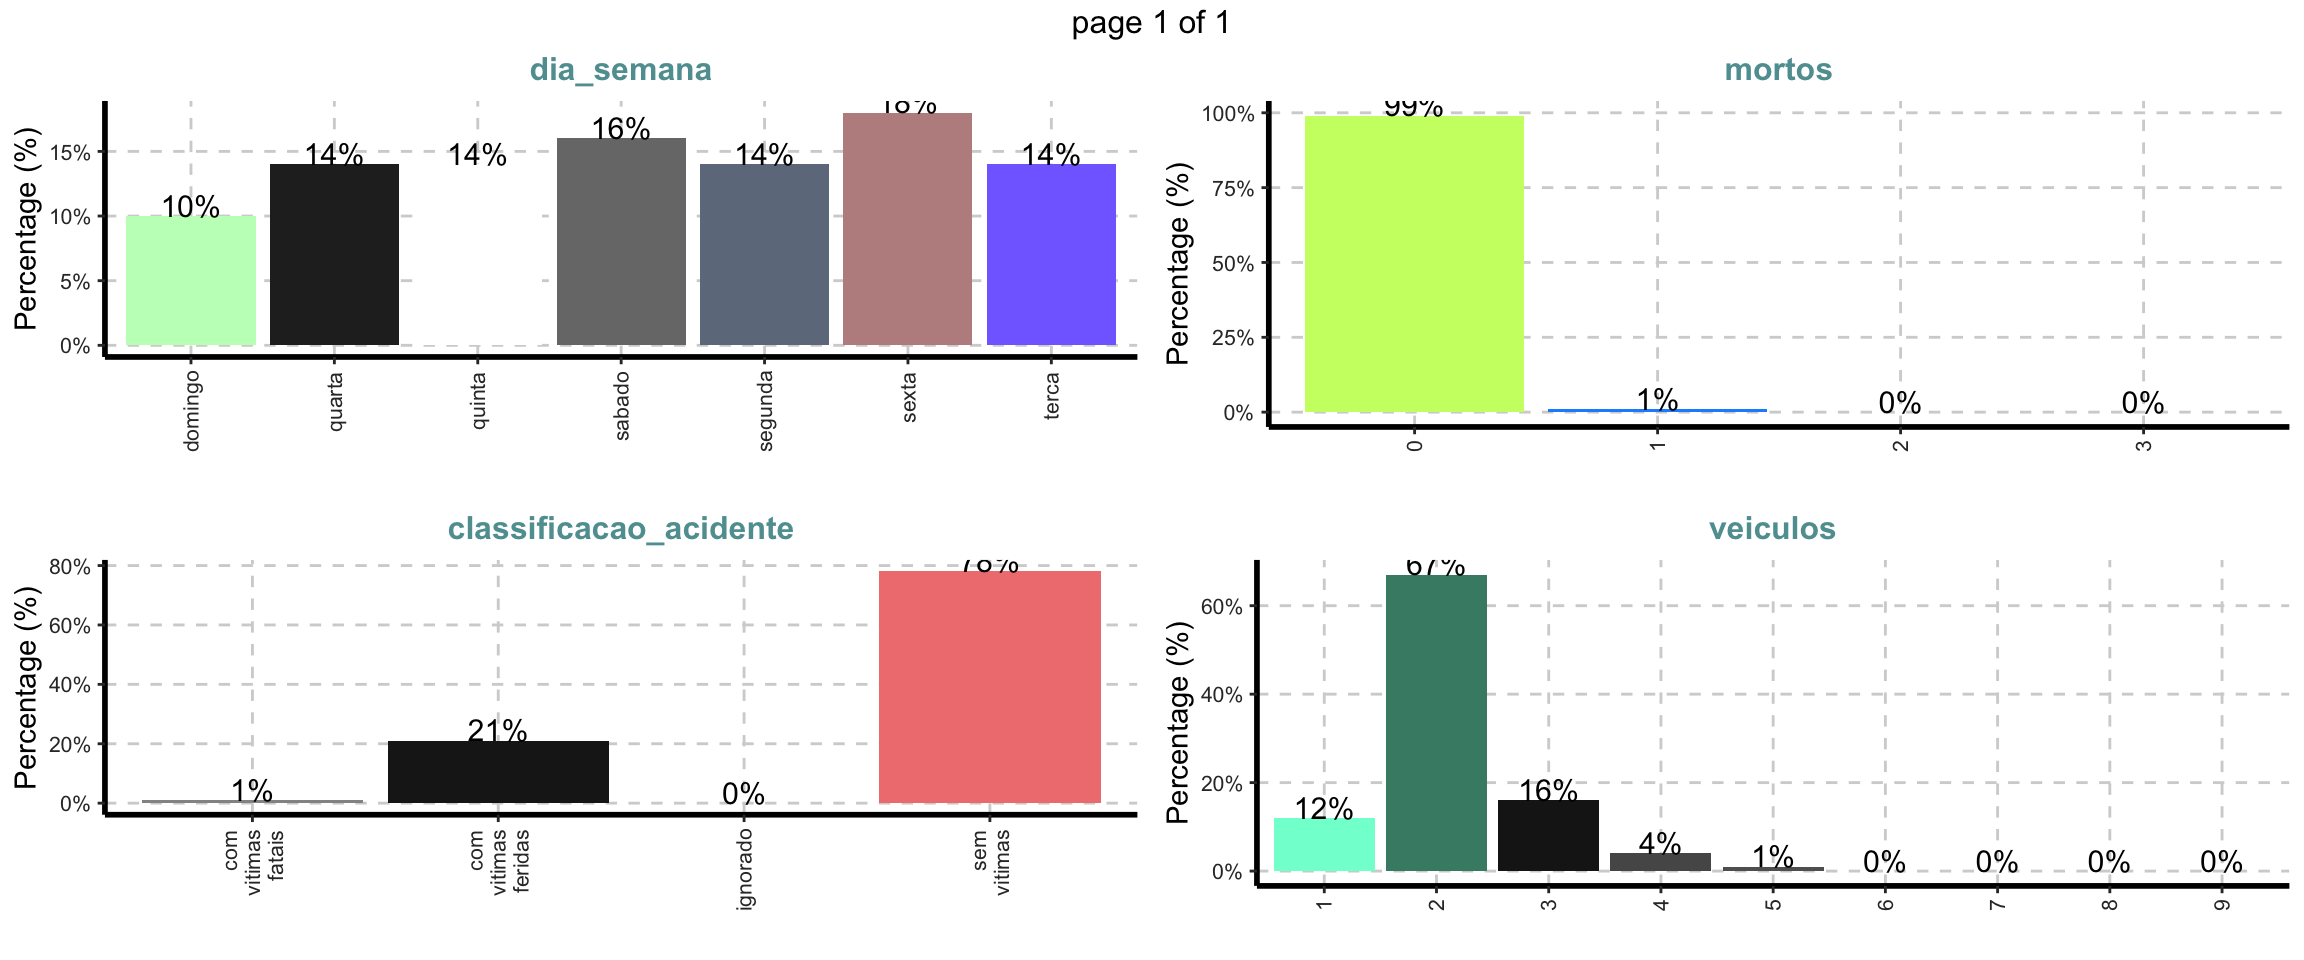 page 1 of 1
dia_semana
Percentage (%)
15%
10%
5%
0%
10%
14%
14%
16%
14%
18%
14%
domingo
quarta
quinta
sabado
segunda
sexta
terca
mortos
Percentage (%)
100%
75%
50%
25%
0%
99%
1%
0%
0%
0
1
2
3
classificacao_acidente
Percentage (%)
80%
60%
40%
20%
0%
1%
21%
0%
78%
com
vitimas
fatais
com
vitimas
feridas
ignorado
sem
vitimas
veiculos
Percentage (%)
60%
40%
20%
0%
12%
67%
16%
4%
1%
0%
0%
0%
0%
1
2
3
4
5
6
7
8
9